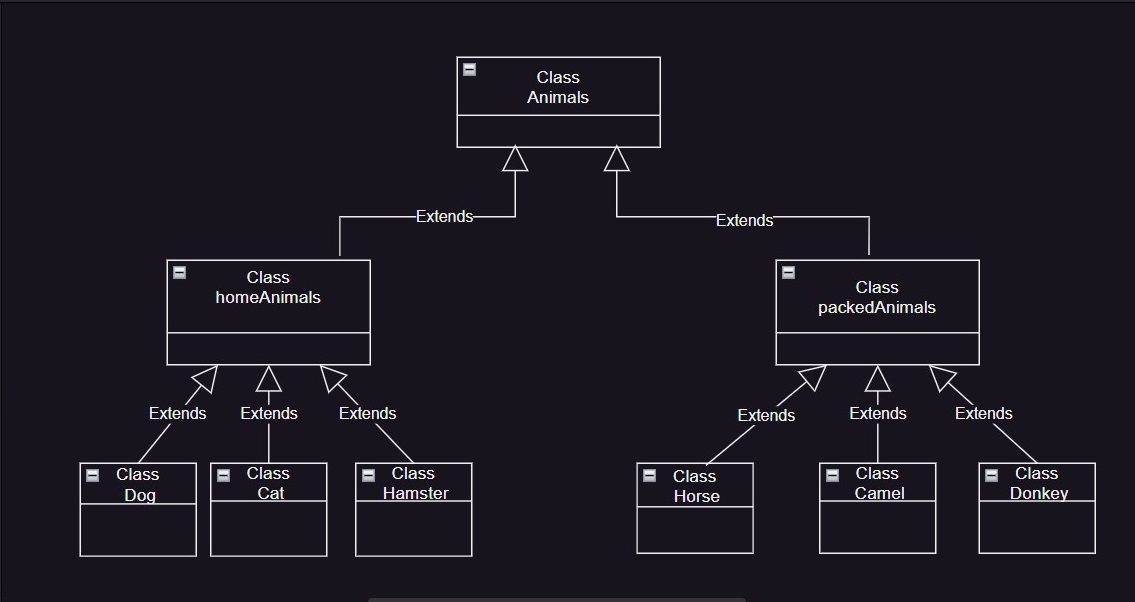 Class
Animals
Extends
Extends
Class
homeAnimals
Class
packedAnimals
Extends
Extends
Extends
Extends
Extends
Extends
Class
Dog
Class
Cat
Class
Hamster
Class
Horse
Class
Camel
Class
Donkey